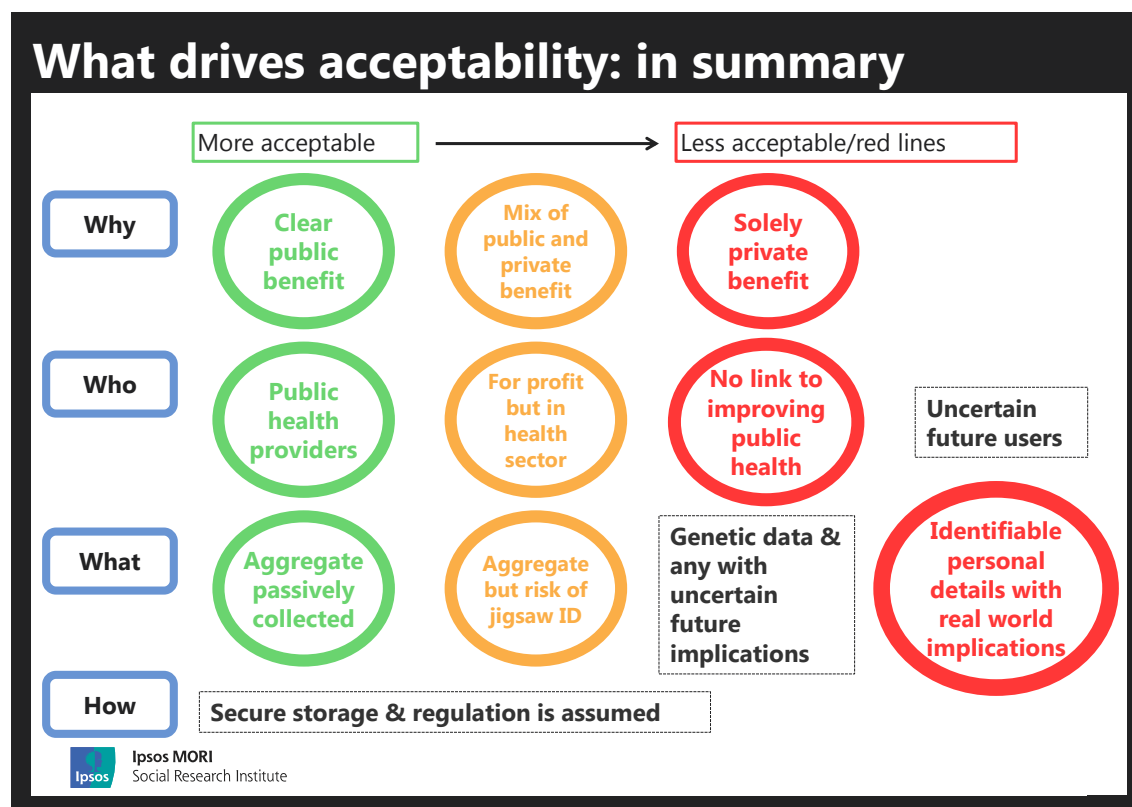 What drives acceptability: in summary
More acceptable
Less acceptable/red lines
Why
Clear
public
benefit
Mix of
public and
private
benefit
Solely
private
benefit
Who
Public
health
providers
For profit
but in
health
sector
No link to
improving
public
health
Uncertain
future users
What
Aggregate
passively
collected
Aggregate
but risk of
jigsaw ID
Genetic data &
any with
uncertain
future
implications
Identifiable
personal
details with
real world
implications
How
Secure storage & regulation is assumed
Ipsos
Ipsos MORI
Social Research Institute